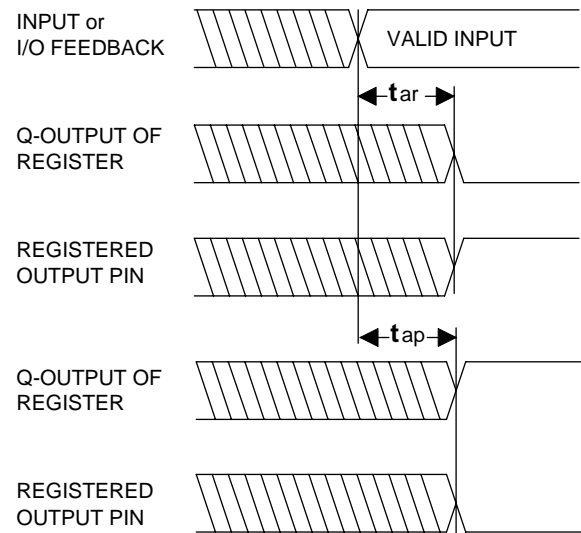 INPUT or
I/O FEEDBACK
VALID INPUT
tar
Q-OUTPUT OF
REGISTER
REGISTERED
OUTPUT PIN
tap
Q-OUTPUT OF
REGISTER
REGISTERED
OUTPUT PIN